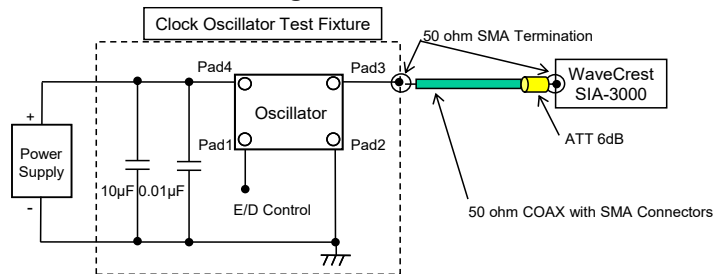 Clock Oscillator Test Fixture
50 ohm SMA Termination
Pad4
Pad3
WaveCrest
SIA-3000
Oscillator
+
ATT 6dB
Power
Supply
Pad1
Pad2
10µF
0.01µF
E/D Control
-
50 ohm COAX with SMA Connectors